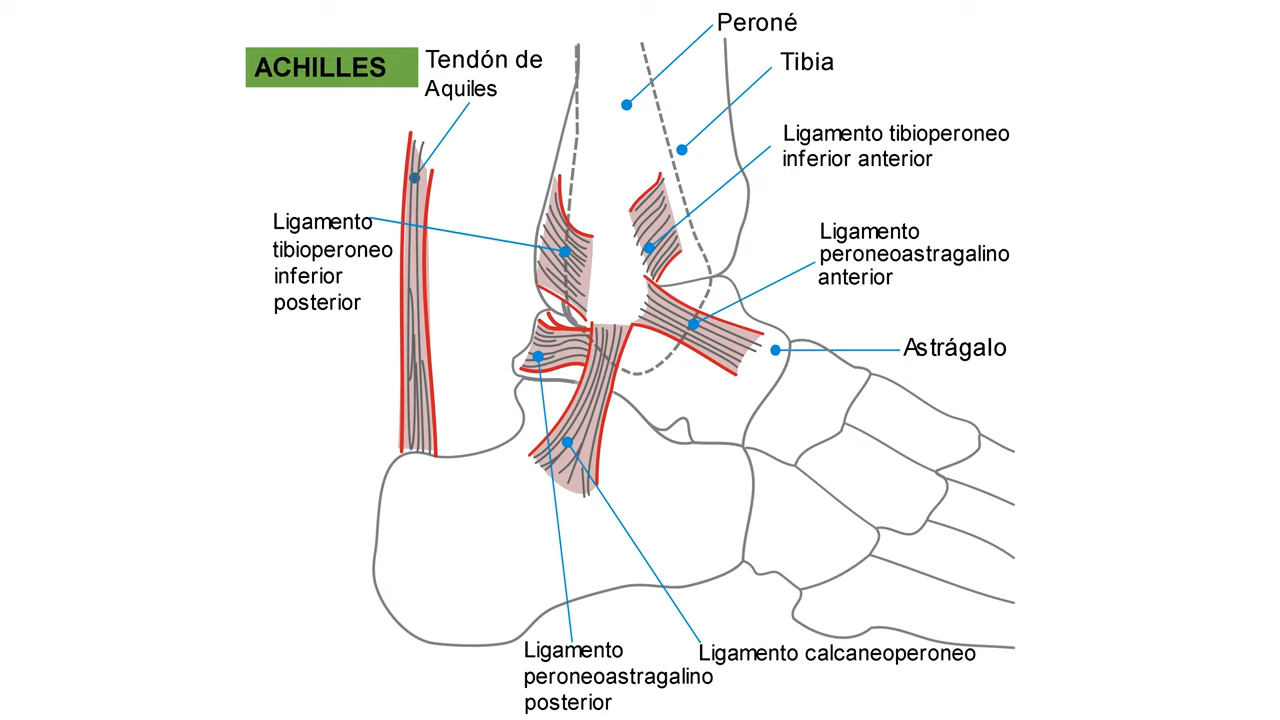 ACHILLES
Tendón de
Aquiles
Peroné
Tibia
Ligamento tibioperoneo
inferior anterior
Ligamento
tibioperoneo
inferior
posterior
Ligamento
peroneoastragalino
anterior
Astrágalo
Ligamento
peroneoastragalino
posterior
Ligamento calcaneoperoneo